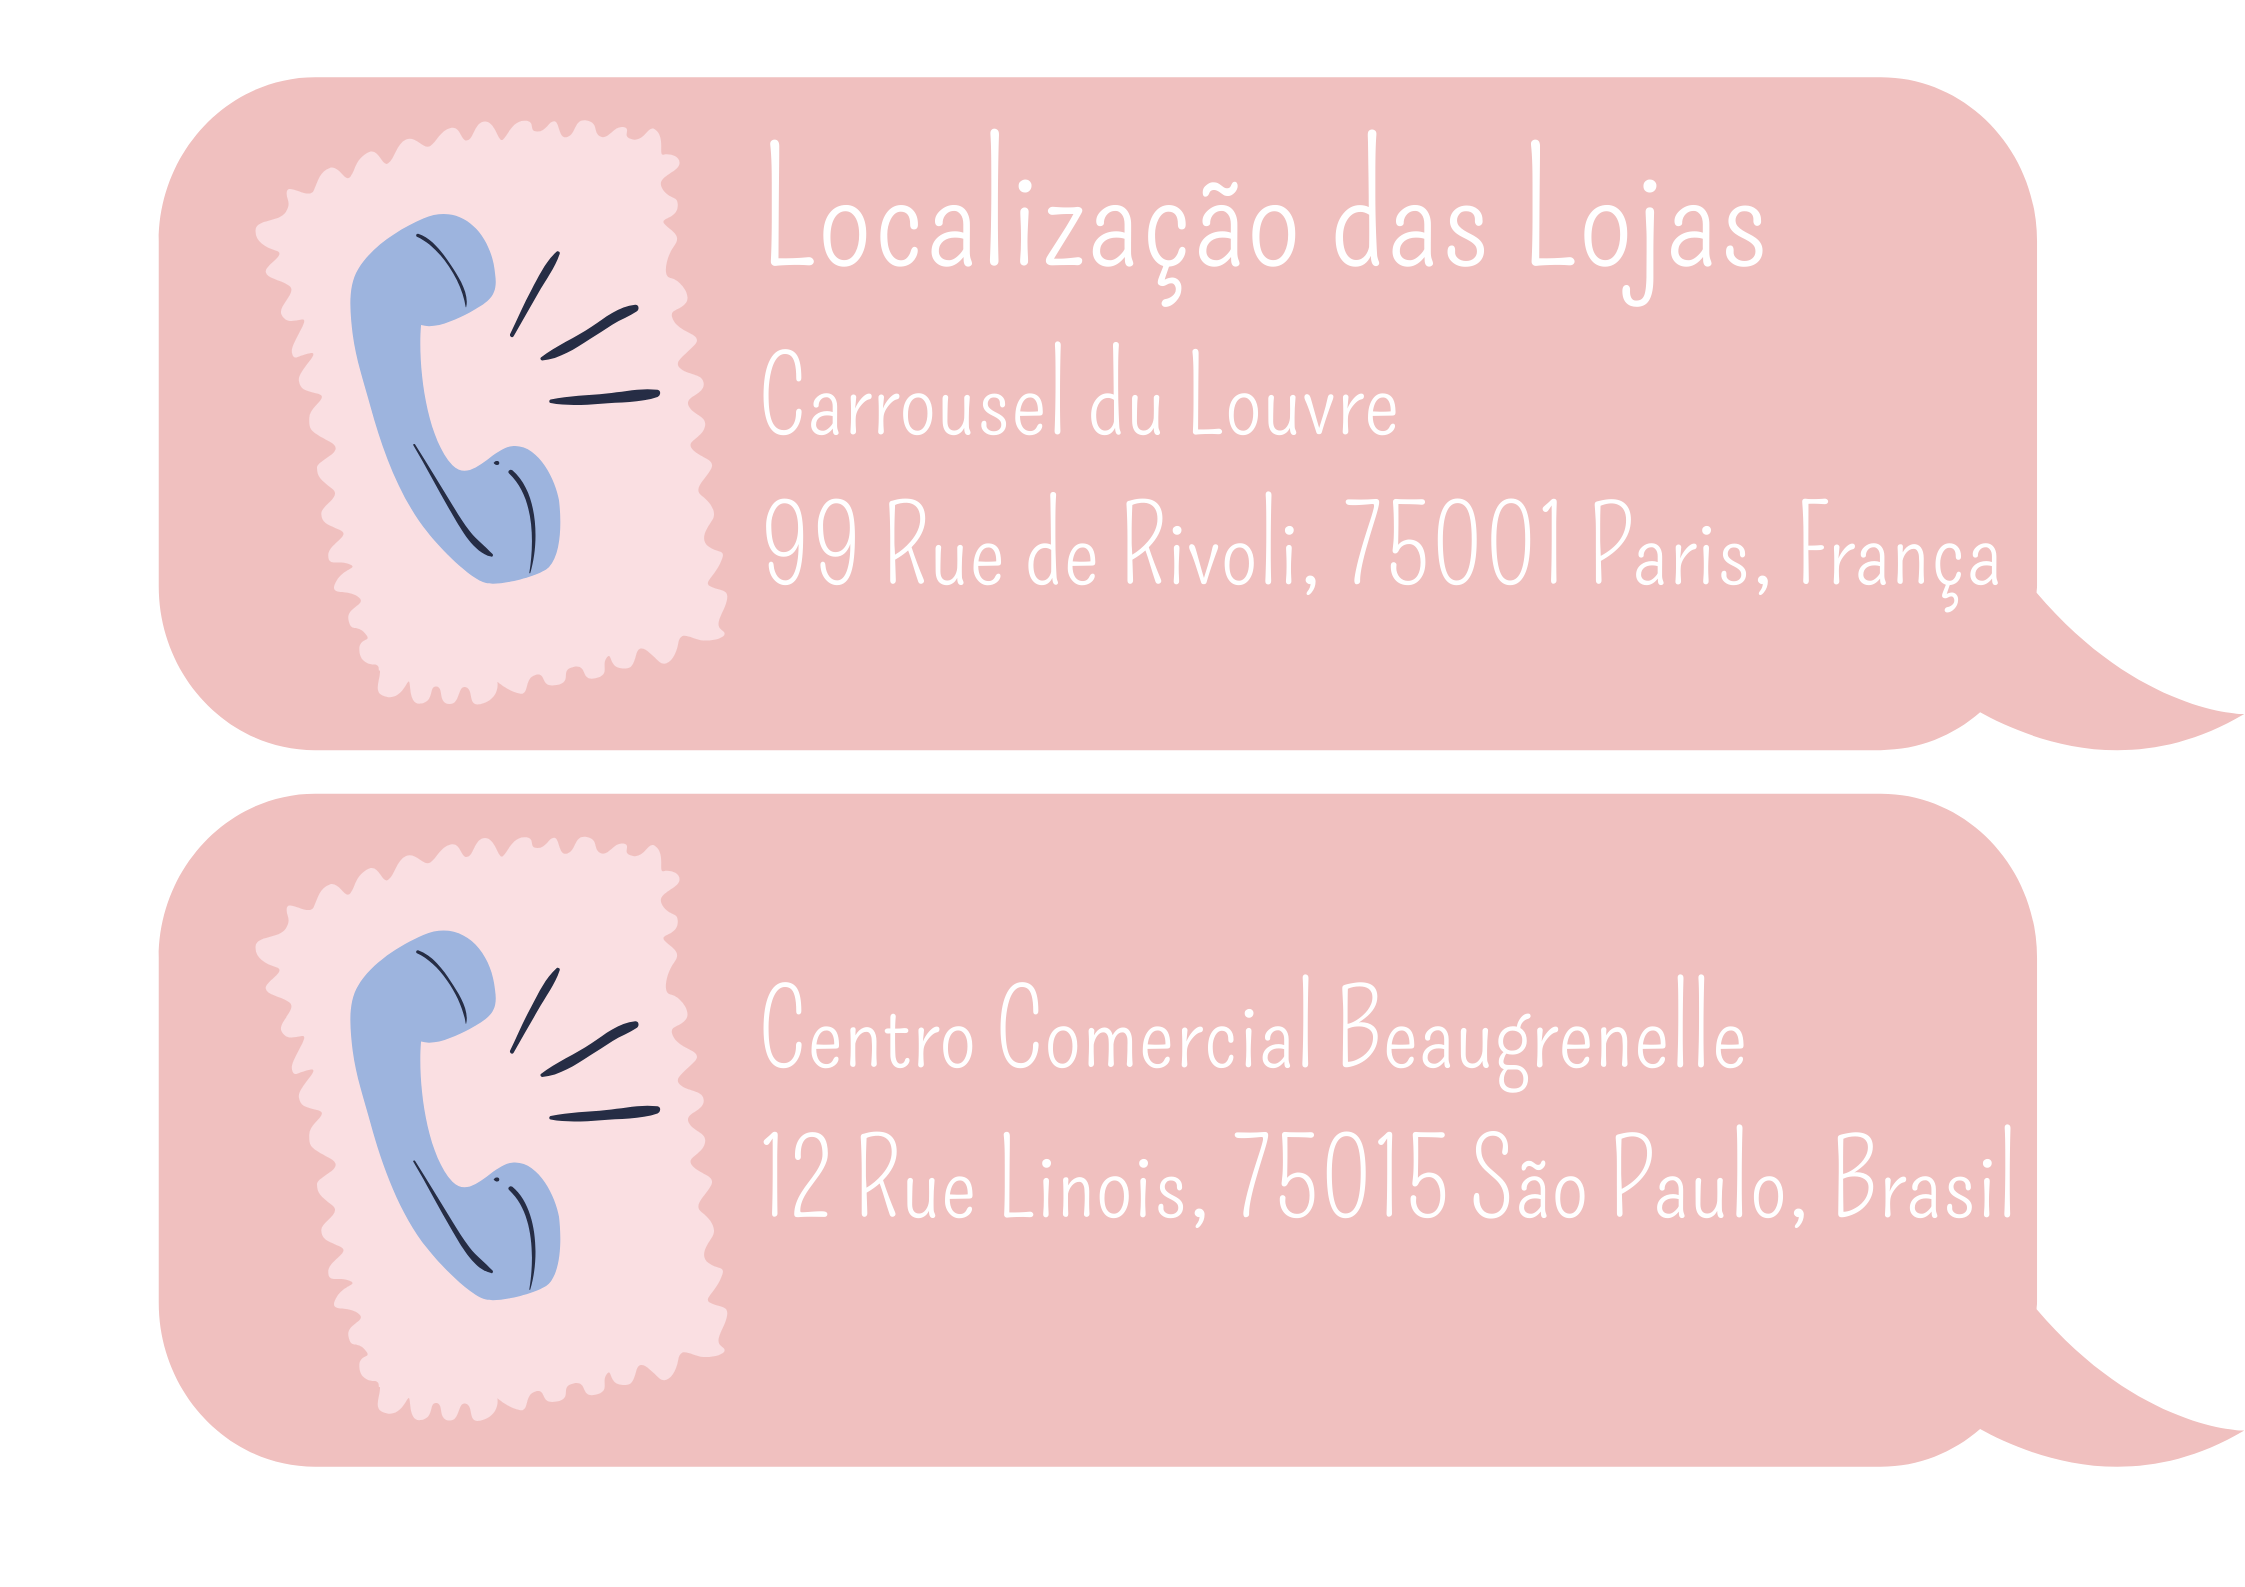 Localização das Lojas
Carrousel du Louvre
99 Rue de Rivoli, 75001 Paris, França
Centro Comercial Beaugrenelle
12 Rue Linois, 75015 São Paulo, Brasil